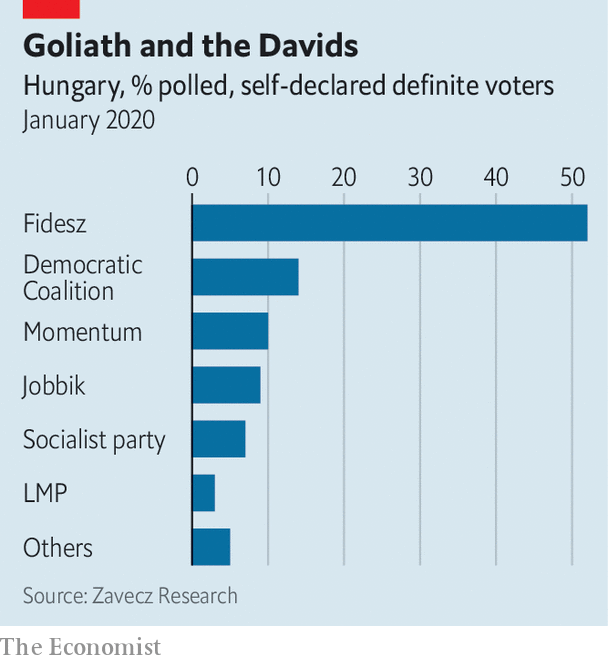 Goliath and the Davids
Hungary, % polled, self-declared definite voters
January 2020
0 10 20 30 40 50
Fidesz
Democratic
Coalition
Momentum
Jobbik
Socialist party
LMP
Others
Source: Zavecz Research
The Economist